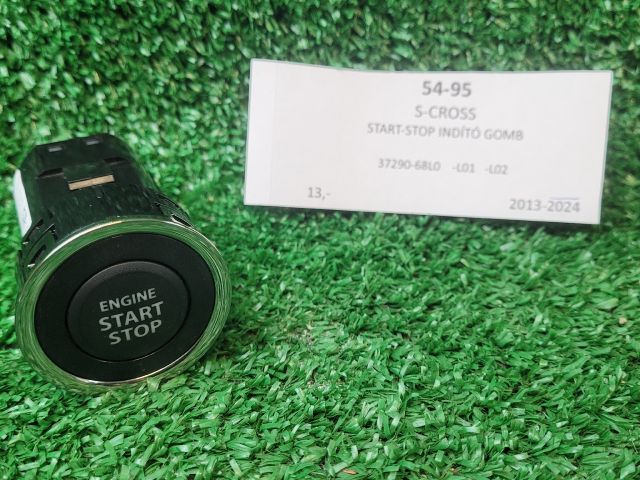 54-95
S-CROSS
START-STOP INDÍTÓ GOMB
37290-68L0 -L01 -L02
13,- 2013-2024
ENGINE
START
STOP